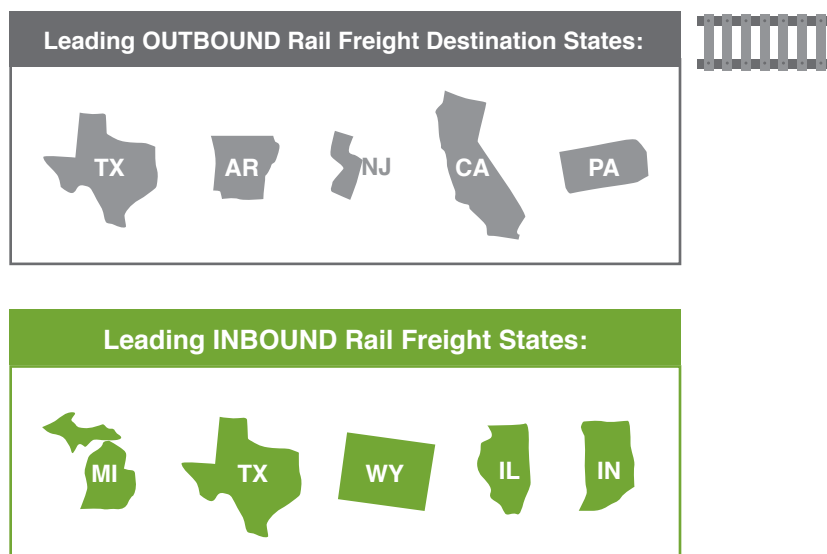 Leading OUTBOUND Rail Freight Destination States:
TX AR NJ CA PA
Leading INBOUND Rail Freight States:
MI TX WY IL IN